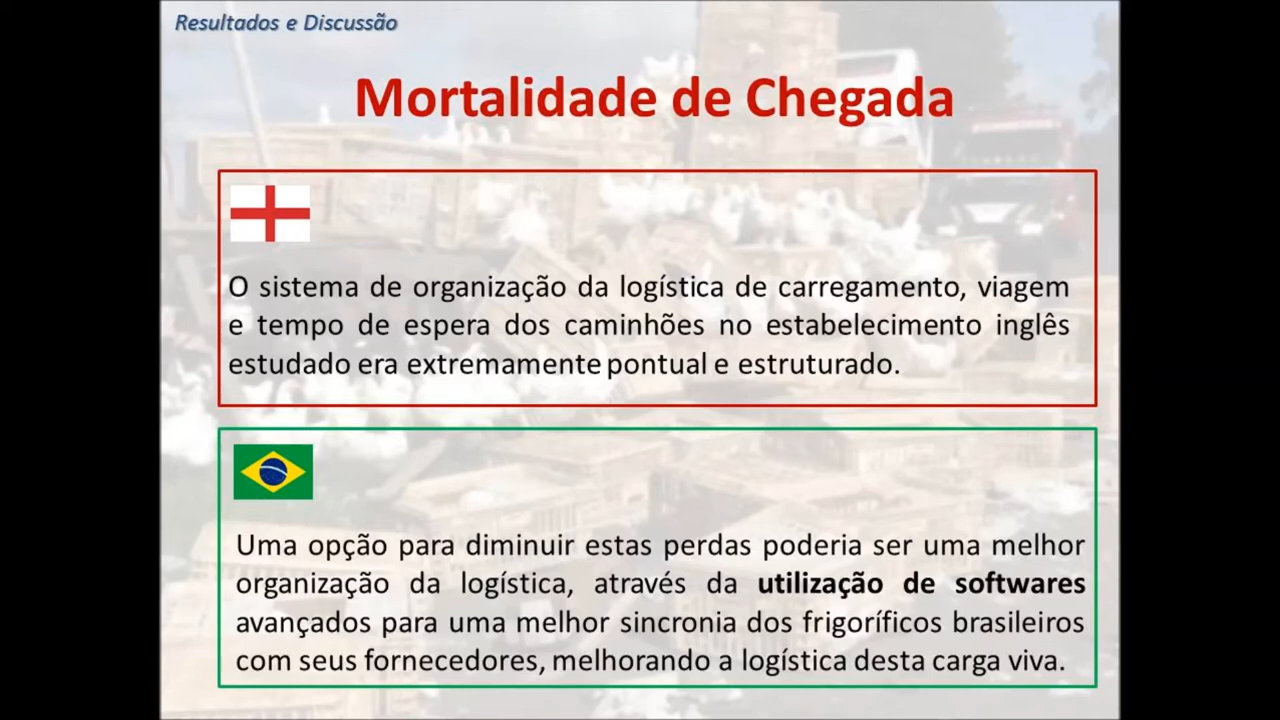 Resultados e Discussão
Mortalidade de Chegada
O sistema de organização da logística de carregamento, viagem
e tempo de espera dos caminhões no estabelecimento inglês
estudado era extremamente pontual e estruturado.
Uma opção para diminuir estas perdas poderia ser uma melhor
organização da logística, através da utilização de softwares
avançados para uma melhor sincronia dos frigoríficos brasileiros
com seus fornecedores, melhorando a logística desta carga viva.